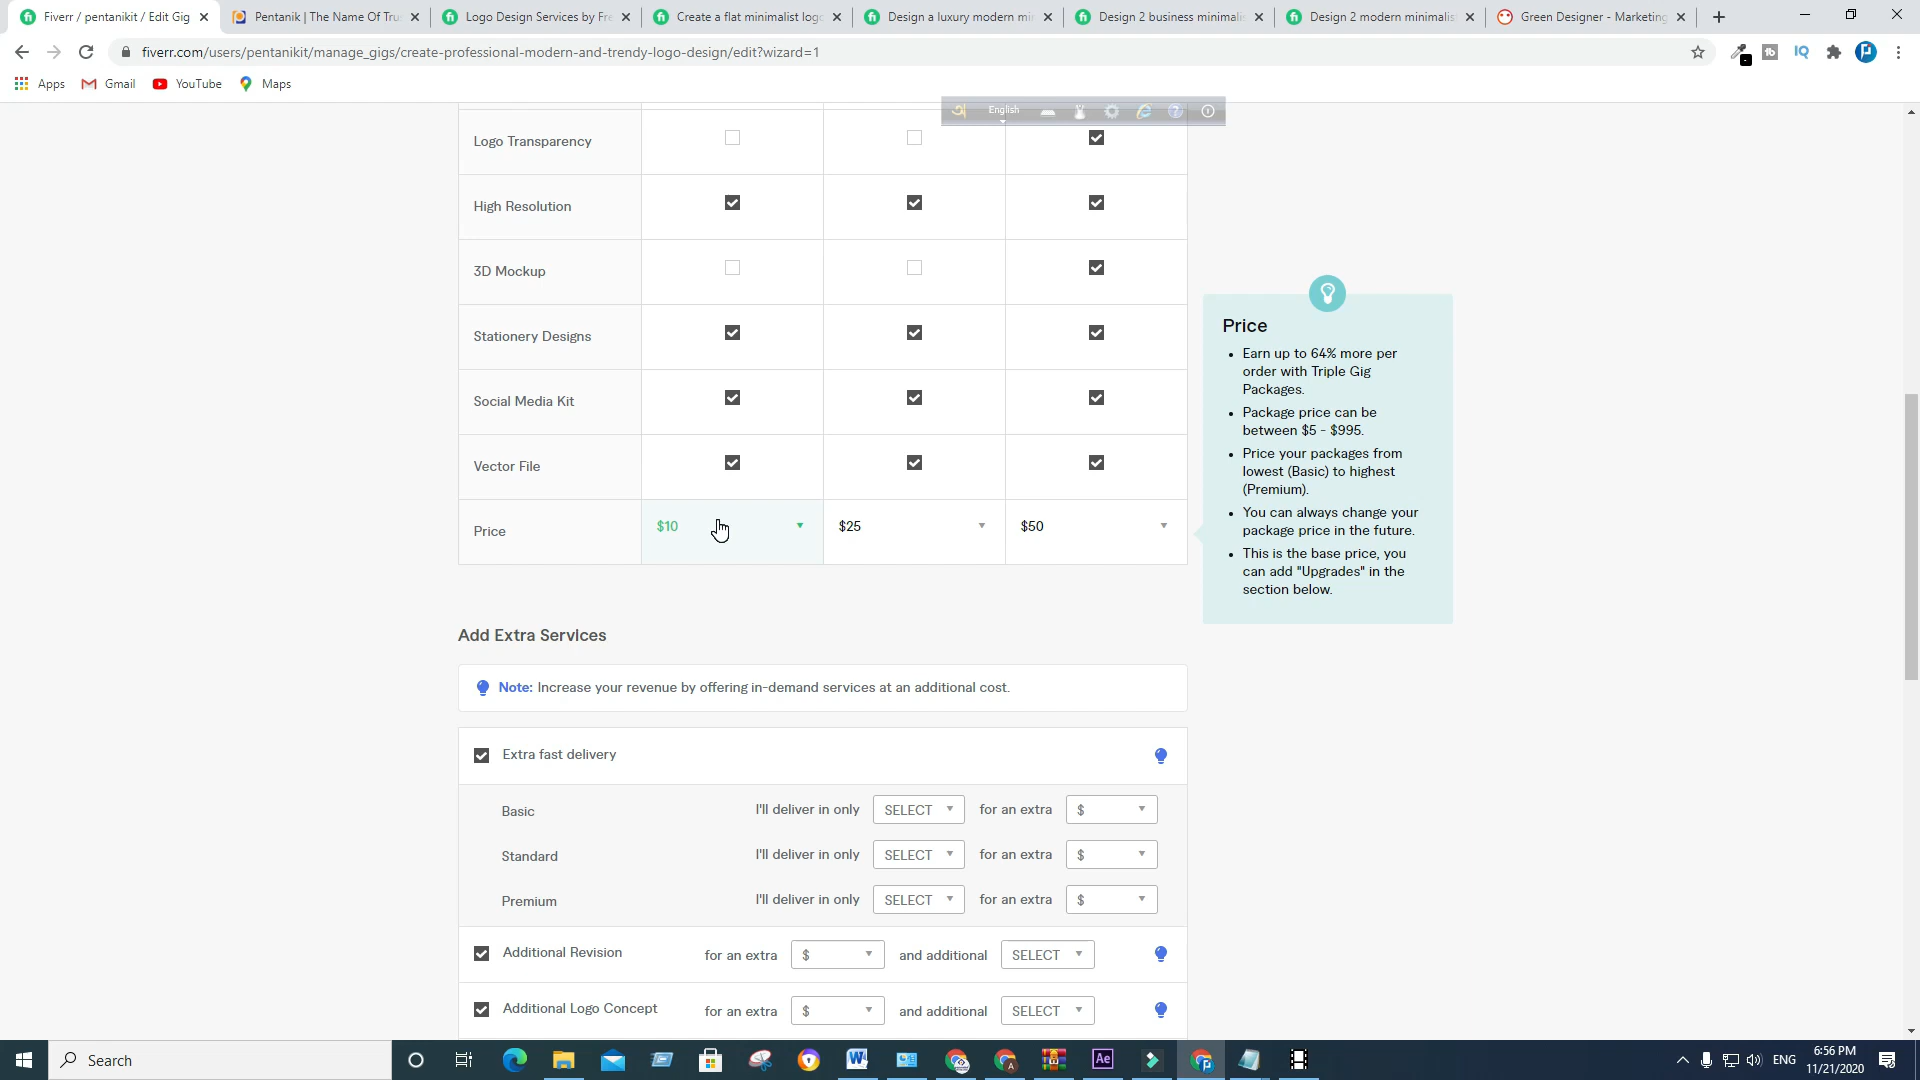 Fiverr / pentanikit / Edit Gig
Pentanik | The Name Of Tru
Logo Design Services by Fre
Create a flat minimalist logo
Design a luxury modern mi
Design 2 business minimali
Design 2 modern minimalis
Green Designer - Marketing
fiverr.com/users/pentanikit/manage_gigs/create-professional-modern-and-trendy-logo-design/edit?wizard=1
Apps
Gmail
YouTube
Maps
English
Logo Transparency
High Resolution
3D Mockup
Stationery Designs
Social Media Kit
Vector File
Price $10 $25 $50
Price
Earn up to 64% more per
order with Triple Gig
Packages.
Package price can be
between $5 - $995.
Price your packages from
lowest (Basic) to highest
(Premium).
You can always change your
package price in the future.
This is the base price, you
can add "Upgrades" in the
section below.
Add Extra Services
Note: Increase your revenue by offering in-demand services at an additional cost.
Extra fast delivery
Basic I'll deliver in only SELECT for an extra $
Standard I'll deliver in only SELECT for an extra $
Premium I'll deliver in only SELECT for an extra $
Additional Revision for an extra $ and additional SELECT
Additional Logo Concept for an extra $ and additional SELECT
Search
ENG
6:56 PM
11/21/2020